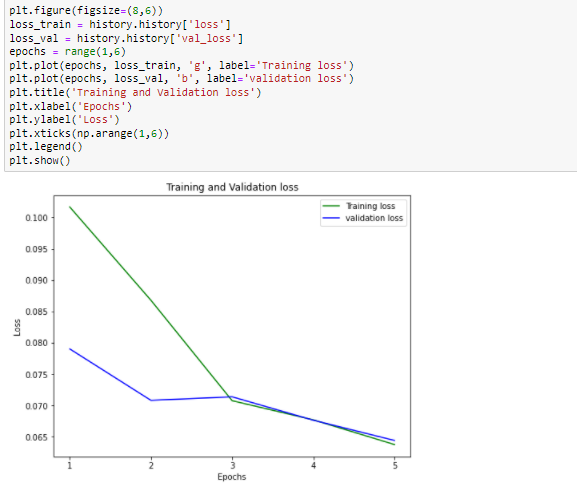 plt.figure(figsize=(8,6))
loss_train = history.history['loss']
loss_val = history.history['val_loss']
epochs = range(1,6)
plt.plot(epochs, loss_train, 'g', label='Training loss')
plt.plot(epochs, loss_val, 'b', label='validation loss')
plt.title('Training and Validation loss')
plt.xlabel('Epochs')
plt.ylabel('Loss')
plt.xticks(np.arange(1,6))
plt.legend()
plt.show()
Training and Validation loss
Training loss
validation loss
0.100
0.095
0.090
0.085
0.080
0.075
0.070
0.065
Loss
1 2 3 4 5
Epochs